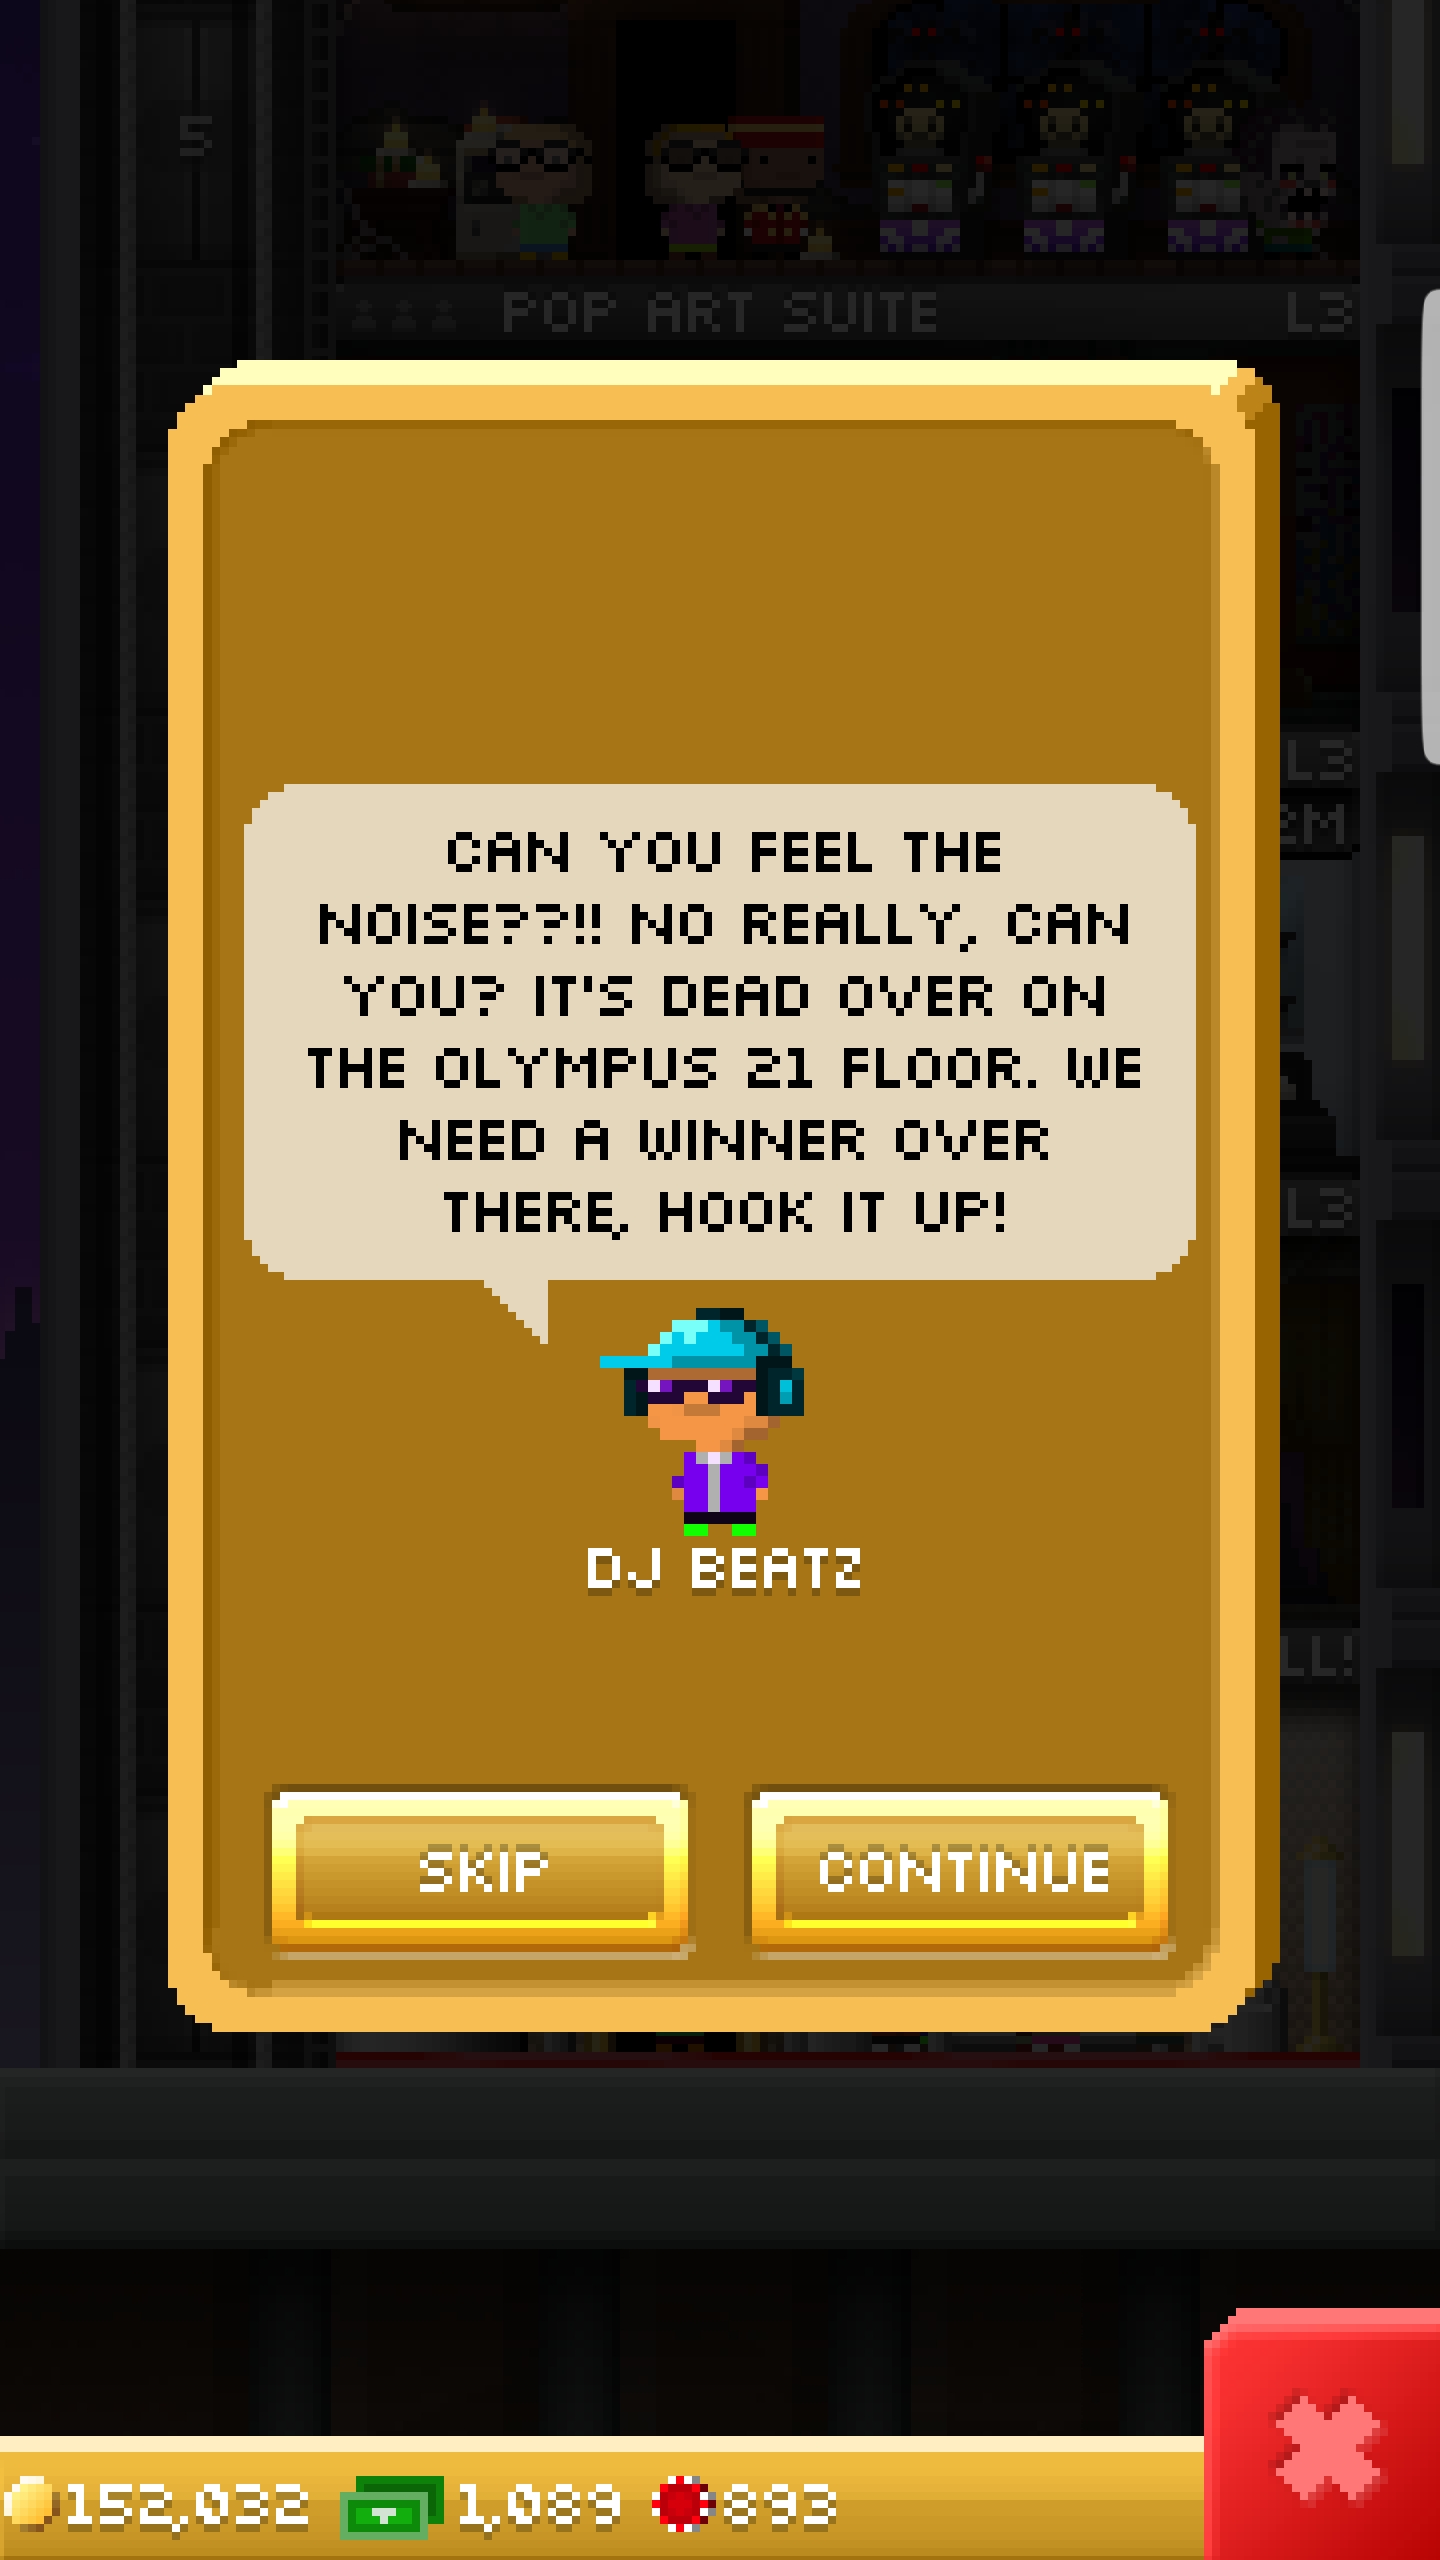 5
POP ART SUITE L3
L3
2M
CAN YOU FEEL THE
NOISE??!! NO REALLY, CAN
YOU? IT'S DEAD OVER ON
THE OLYMPUS 21 FLOOR. WE
NEED A WINNER OVER
THERE, HOOK IT UP!
L3
DJ BEATZ
LL!
SKIP CONTINUE
152,032 1,089 893